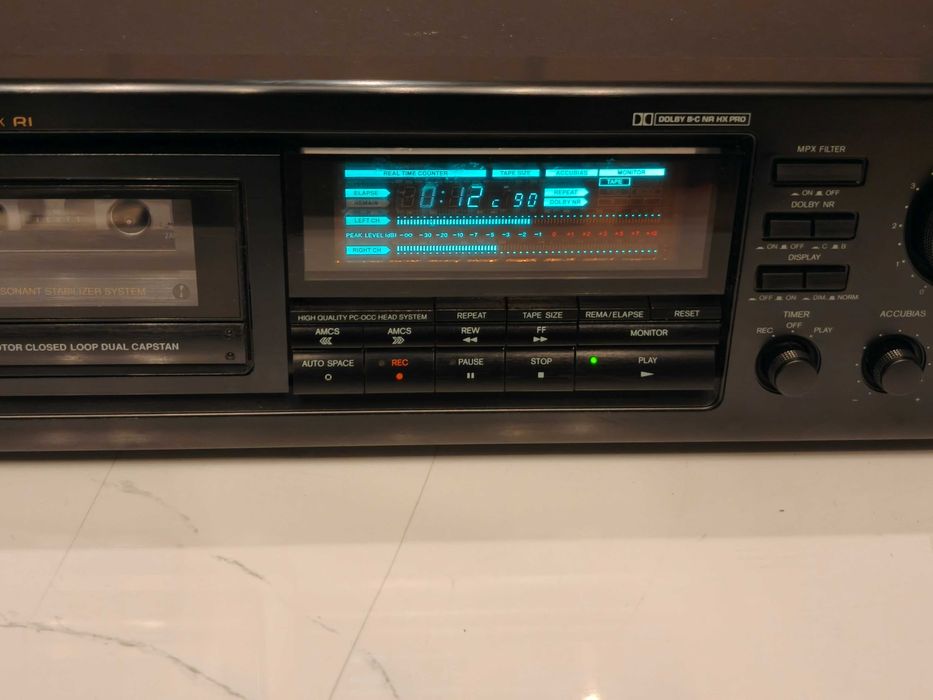 R1
DOLBY B·C NR HX PRO
MPX FILTER
ON OFF
DOLBY NR
ON OFF C B
DISPLAY
OFF ON DIM. NORM.
TIMER
OFF
REC PLAY
ACCUBIAS
- +
3
2
1
0
REAL TIME COUNTER TAPE SIZE ACCUBIAS MONITOR
TAPE
ELAPSE 0:12 c 90 REPEAT
REMAIN DOLBY NR
LEFT CH.
PEAK LEVEL (dB) -∞ -30 -20 -10 -7 -5 -3 -2 -1 0
RIGHT CH.
SONANT STABILIZER SYSTEM
OTOR CLOSED LOOP DUAL CAPSTAN
HIGH QUALITY PC-OCC HEAD SYSTEM REPEAT TAPE SIZE REMA/ELAPSE RESET
AMCS AMCS REW FF MONITOR
AUTO SPACE REC PAUSE STOP PLAY